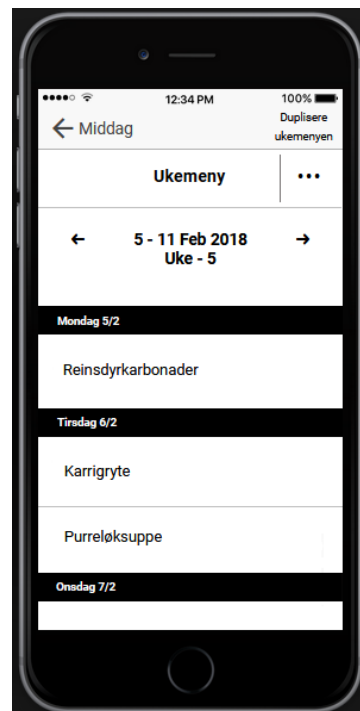 12:34 PM
100%
← Middag
Duplisere
ukemenyen
Ukemeny
•••
← 5 - 11 Feb 2018 →
Uke - 5
Mondag 5/2
Reinsdyrkarbonader
Tirsdag 6/2
Karrigryte
Purreløksuppe
Onsdag 7/2